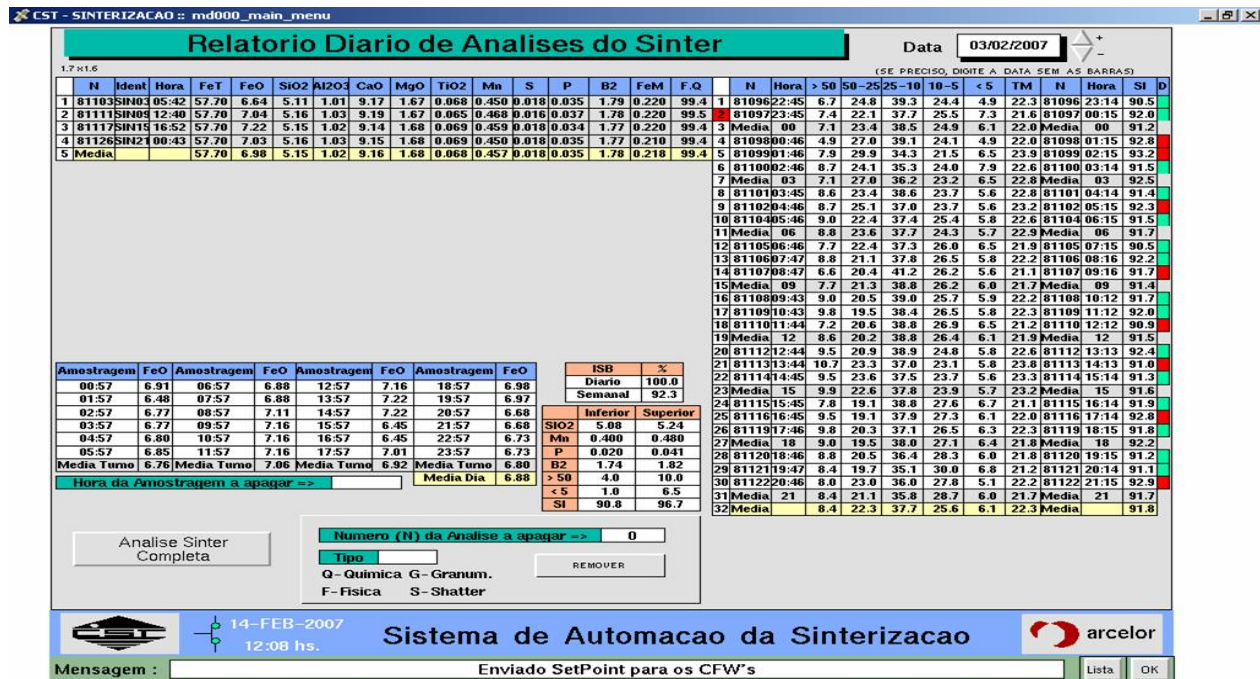 CST - SINTERIZACAO :: md000_main_menu
Relatorio Diario de Analises do Sinter
Data 03/02/2007 + -
1.7 x1.6
(SE PRECISO, DIGITE A DATA SEM AS BARRAS)
N Ident Hora FeT FeO SiO2 Al2O3 CaO MgO TiO2 Mn S P B2 FeM F.Q
1 81103 SIN03 05:42 57.70 6.64 5.11 1.01 9.17 1.67 0.068 0.450 0.018 0.035 1.79 0.220 99.4
2 81111 SIN09 12:40 57.70 7.04 5.16 1.03 9.19 1.67 0.065 0.468 0.016 0.037 1.78 0.220 99.5
3 81117 SIN15 16:52 57.70 7.22 5.15 1.02 9.14 1.68 0.069 0.459 0.018 0.034 1.77 0.220 99.4
4 81126 SIN21 00:43 57.70 7.03 5.16 1.03 9.15 1.68 0.069 0.450 0.018 0.035 1.77 0.210 99.4
5 Media 57.70 6.98 5.15 1.02 9.16 1.68 0.068 0.457 0.018 0.035 1.78 0.218 99.4
N Hora > 50 50-25 25-10 10-5 < 5 TM N Hora SI D
1 81096 22:45 6.7 24.8 39.3 24.4 4.9 22.3 81096 23:14 90.5
2 81097 23:45 7.4 22.1 37.7 25.5 7.3 21.6 81097 00:15 92.0
3 Media 00 7.1 23.4 38.5 24.9 6.1 22.0 Media 00 91.2
4 81098 00:46 4.9 27.0 39.1 24.1 4.9 22.0 81098 01:15 92.8
5 81099 01:46 7.9 29.9 34.3 21.5 6.5 23.9 81099 02:15 93.2
6 81100 02:46 8.7 24.1 35.3 24.0 7.9 22.6 81100 03:14 91.5
7 Media 03 7.1 27.0 36.2 23.2 6.5 22.8 Media 03 92.5
8 81101 03:45 8.6 23.4 38.6 23.7 5.6 22.8 81101 04:14 91.4
9 81102 04:46 8.7 25.1 37.0 23.7 5.6 23.2 81102 05:15 92.3
10 81104 05:46 9.0 22.4 37.4 25.4 5.8 22.6 81104 06:15 91.5
11 Media 06 8.8 23.6 37.7 24.3 5.7 22.9 Media 06 91.7
12 81105 06:46 7.7 22.4 37.3 26.0 6.5 21.9 81105 07:15 90.5
13 81106 07:47 8.8 21.1 37.8 26.5 5.8 22.2 81106 08:16 92.2
14 81107 08:47 6.6 20.4 41.2 26.2 5.6 21.1 81107 09:16 91.7
15 Media 09 7.7 21.3 38.8 26.2 6.0 21.7 Media 09 91.4
16 81108 09:43 9.0 20.5 39.0 25.7 5.9 22.2 81108 10:12 91.7
17 81109 10:43 9.8 19.5 38.4 26.5 5.8 22.3 81109 11:12 92.0
18 81110 11:44 7.2 20.6 38.8 26.9 6.5 21.2 81110 12:12 90.9
19 Media 12 8.6 20.2 38.8 26.4 6.1 21.9 Media 12 91.5
20 81112 12:44 9.5 20.9 38.9 24.8 5.8 22.6 81112 13:13 92.4
21 81113 13:44 10.7 23.3 37.0 23.1 5.8 23.8 81113 14:13 91.0
22 81114 14:45 9.5 23.6 37.5 23.7 5.6 23.3 81114 15:14 91.3
23 Media 15 9.9 22.6 37.8 23.9 5.7 23.2 Media 15 91.6
24 81115 15:45 7.8 19.1 38.8 27.6 6.7 21.1 81115 16:14 91.9
25 81116 16:45 9.5 19.1 37.9 27.3 6.1 22.0 81116 17:14 92.8
26 81119 17:46 9.8 20.3 37.1 26.5 6.3 22.3 81119 18:15 91.8
27 Media 18 9.0 19.5 38.0 27.1 6.4 21.8 Media 18 92.2
28 81120 18:46 8.8 20.5 36.4 28.3 6.0 21.8 81120 19:15 91.2
29 81121 19:47 8.4 19.7 35.1 30.0 6.8 21.2 81121 20:14 91.1
30 81122 20:46 8.0 23.0 36.0 27.8 5.1 22.2 81122 21:15 92.9
31 Media 21 8.4 21.1 35.8 28.7 6.0 21.7 Media 21 91.7
32 Media 8.4 22.3 37.7 25.6 6.1 22.3 Media 91.8
Amostragem FeO Amostragem FeO Amostragem FeO Amostragem FeO
00:57 6.91 06:57 6.88 12:57 7.16 18:57 6.98
01:57 6.48 07:57 6.88 13:57 7.22 19:57 6.97
02:57 6.77 08:57 7.11 14:57 7.22 20:57 6.68
03:57 6.77 09:57 7.16 15:57 6.45 21:57 6.68
04:57 6.80 10:57 7.16 16:57 6.45 22:57 6.73
05:57 6.85 11:57 7.16 17:57 7.01 23:57 6.73
Media Turno 6.76 Media Turno 7.06 Media Turno 6.92 Media Turno 6.80
Hora da Amostragem a apagar =>
Media Dia 6.88
ISB %
Diario 100.0
Semanal 92.3
Inferior Superior
SIO2 5.08 5.24
Mn 0.400 0.480
P 0.020 0.041
B2 1.74 1.82
> 50 4.0 10.0
< 5 1.0 6.5
SI 90.8 96.7
Analise Sinter
Completa
Numero (N) da Analise a apagar => 0
Tipo
REMOVER
Q-Quimica G-Granum.
F-Fisica S-Shatter
CST
14-FEB-2007
12:08 hs.
Sistema de Automacao da Sinterizacao
arcelor
Mensagem :
Enviado SetPoint para os CFW's
Lista
OK